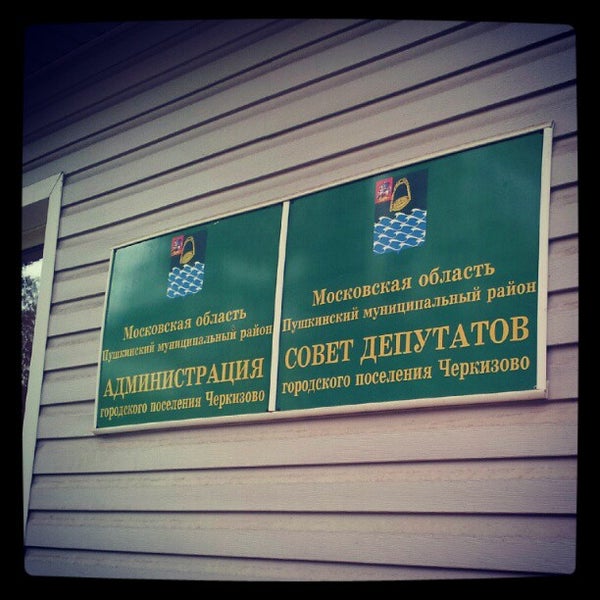 Московская область
Пушкинский муниципальный район
АДМИНИСТРАЦИЯ
городского поселения Черкизово
Московская область
Пушкинский муниципальный район
СОВЕТ ДЕПУТАТОВ
городского поселения Черкизово